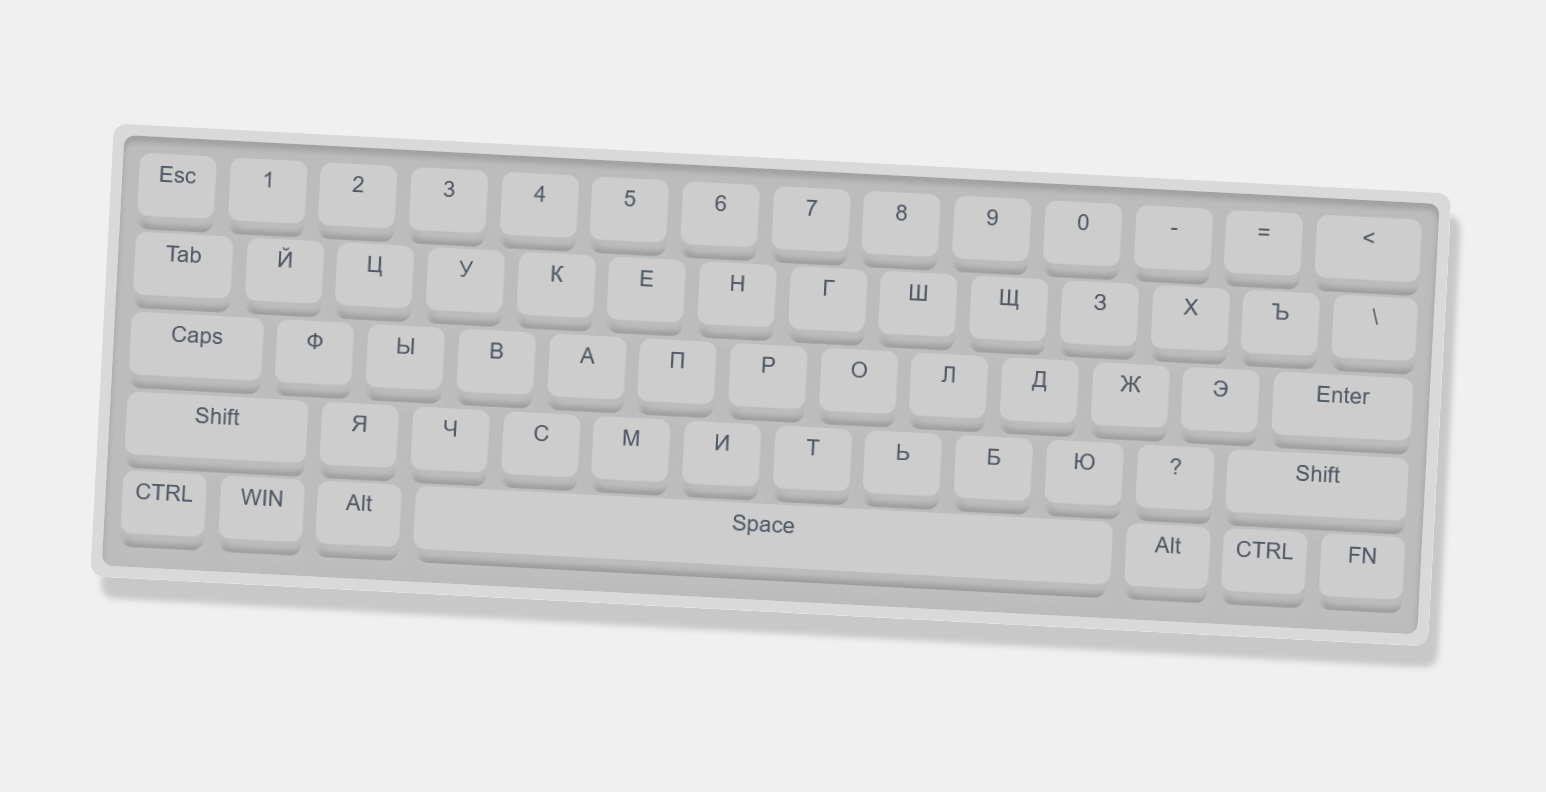 Esc 1 2 3 4 5 6 7 8 9 0 - = <
Tab Й Ц У К Е Н Г Ш Щ З Х Ъ \
Caps Ф Ы В А П Р О Л Д Ж Э Enter
Shift Я Ч С М И Т Ь Б Ю ? Shift
CTRL WIN Alt Space Alt CTRL FN